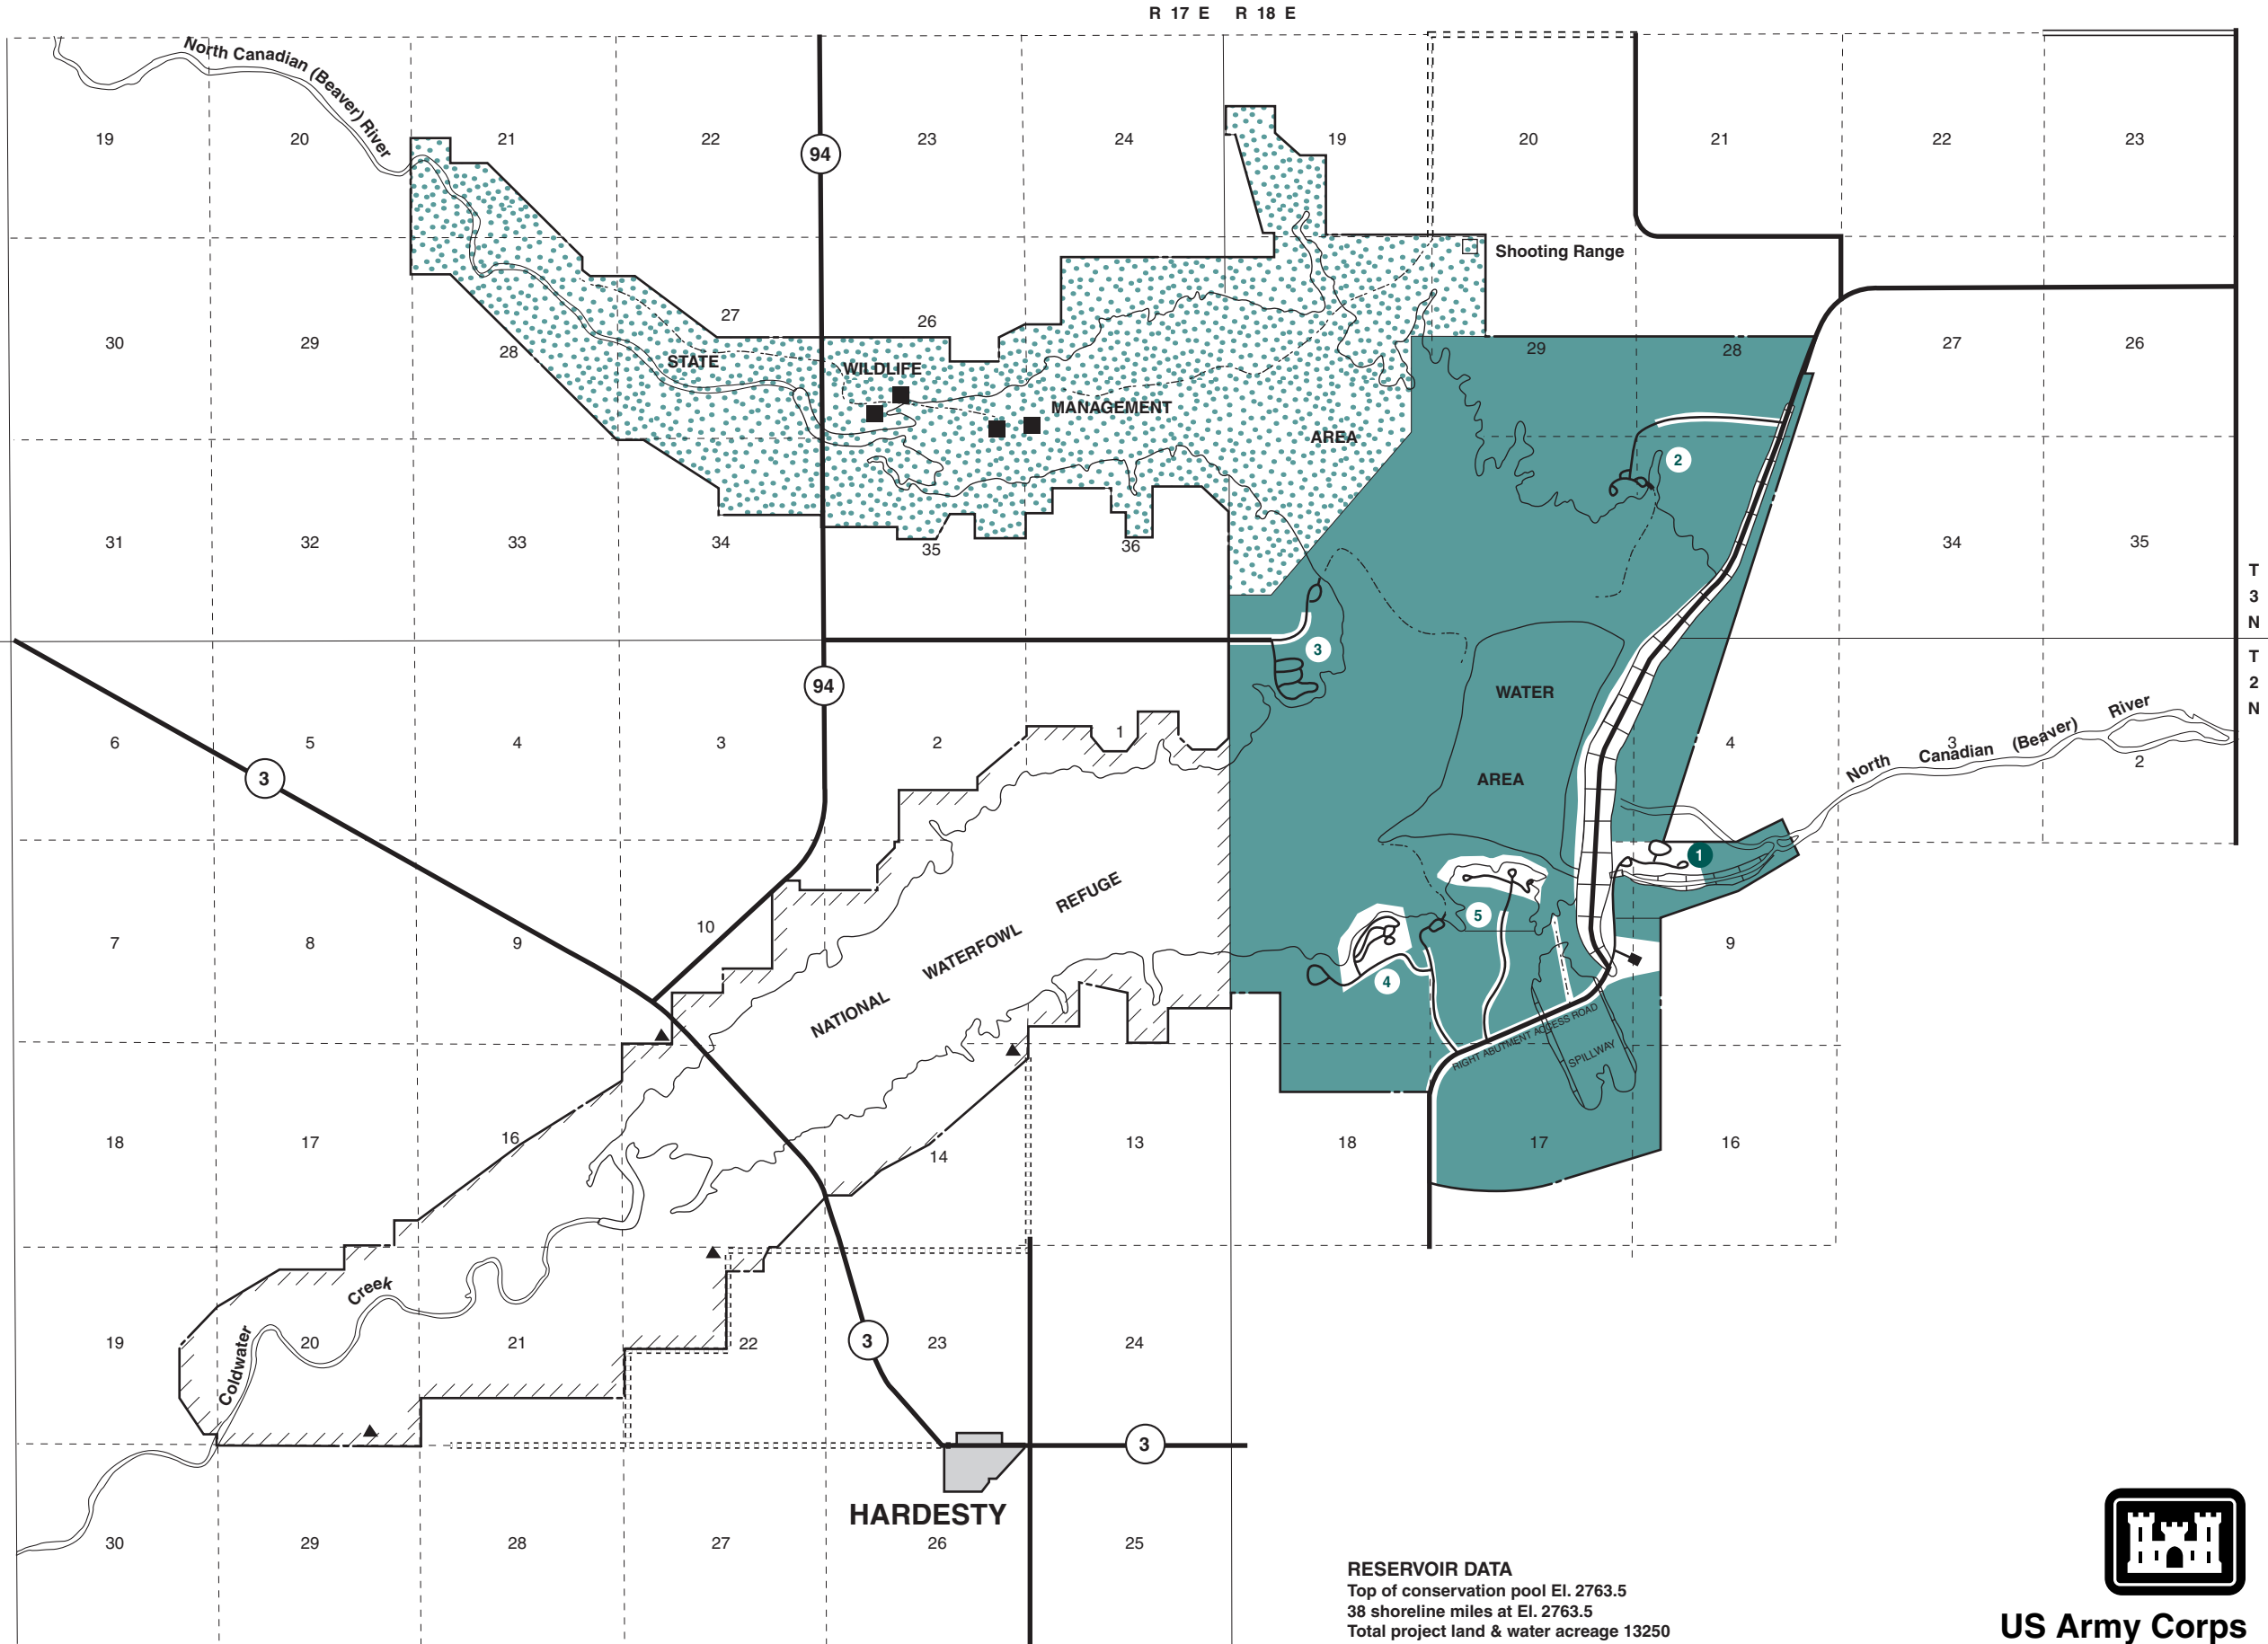 R 17 E R 18 E
North Canadian (Beaver) River
19 20 21 22 94 23 24 19 20 21 22 23
Shooting Range
30 29 28 27 26 29 28 27 26
STATE WILDLIFE MANAGEMENT AREA
2
31 32 33 34 35 36 34 35
T 3 N
T 2 N
3
94
WATER AREA
6 5 4 3 2 1 4 3 2
North Canadian (Beaver) River
3
1
5
4
7 8 9 10 9
NATIONAL WATERFOWL REFUGE
RIGHT ABUTMENT ACCESS ROAD
SPILLWAY
18 17 16 14 13 18 17 16
Coldwater Creek
19 20 21 22 3 23 24
3
HARDESTY
30 29 28 27 26 25
RESERVOIR DATA
Top of conservation pool El. 2763.5
38 shoreline miles at El. 2763.5
Total project land & water acreage 13250
US Army Corps